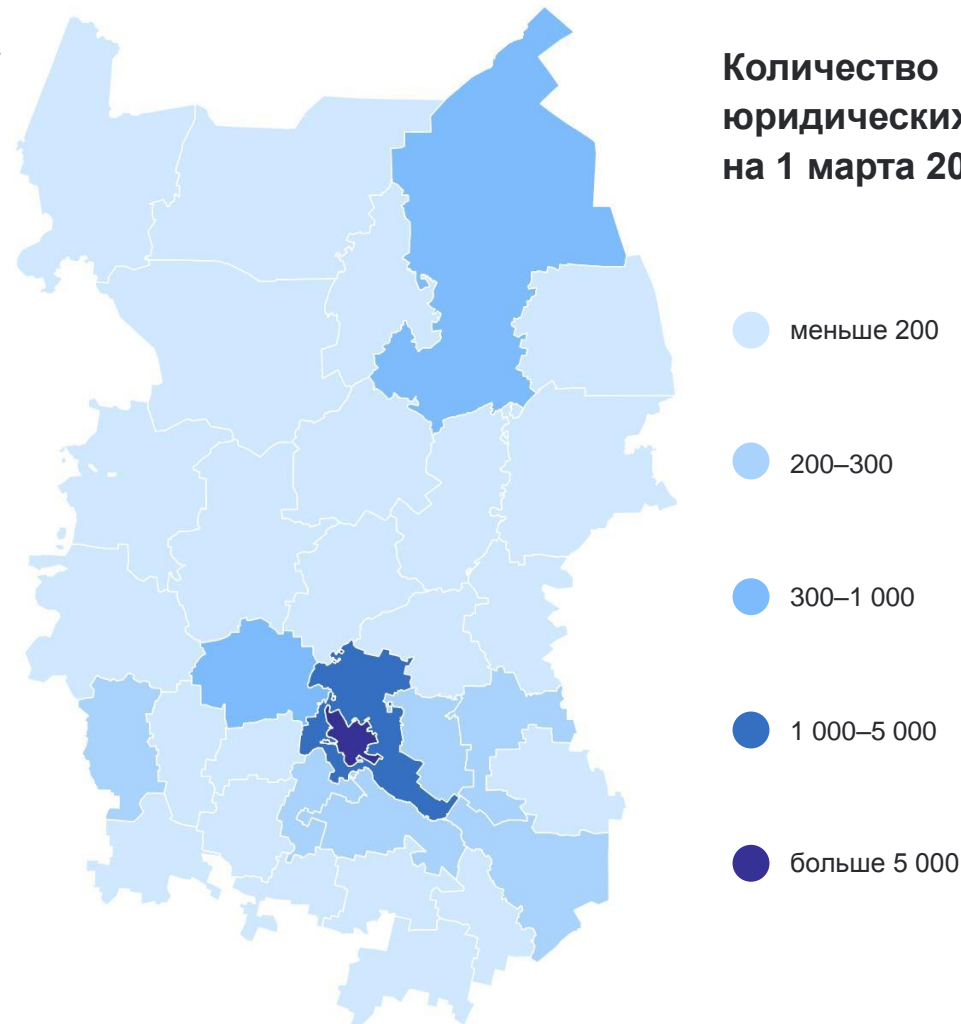 Количество
юридических
на 1 марта 20
меньше 200
200–300
300–1 000
1 000–5 000
больше 5 000